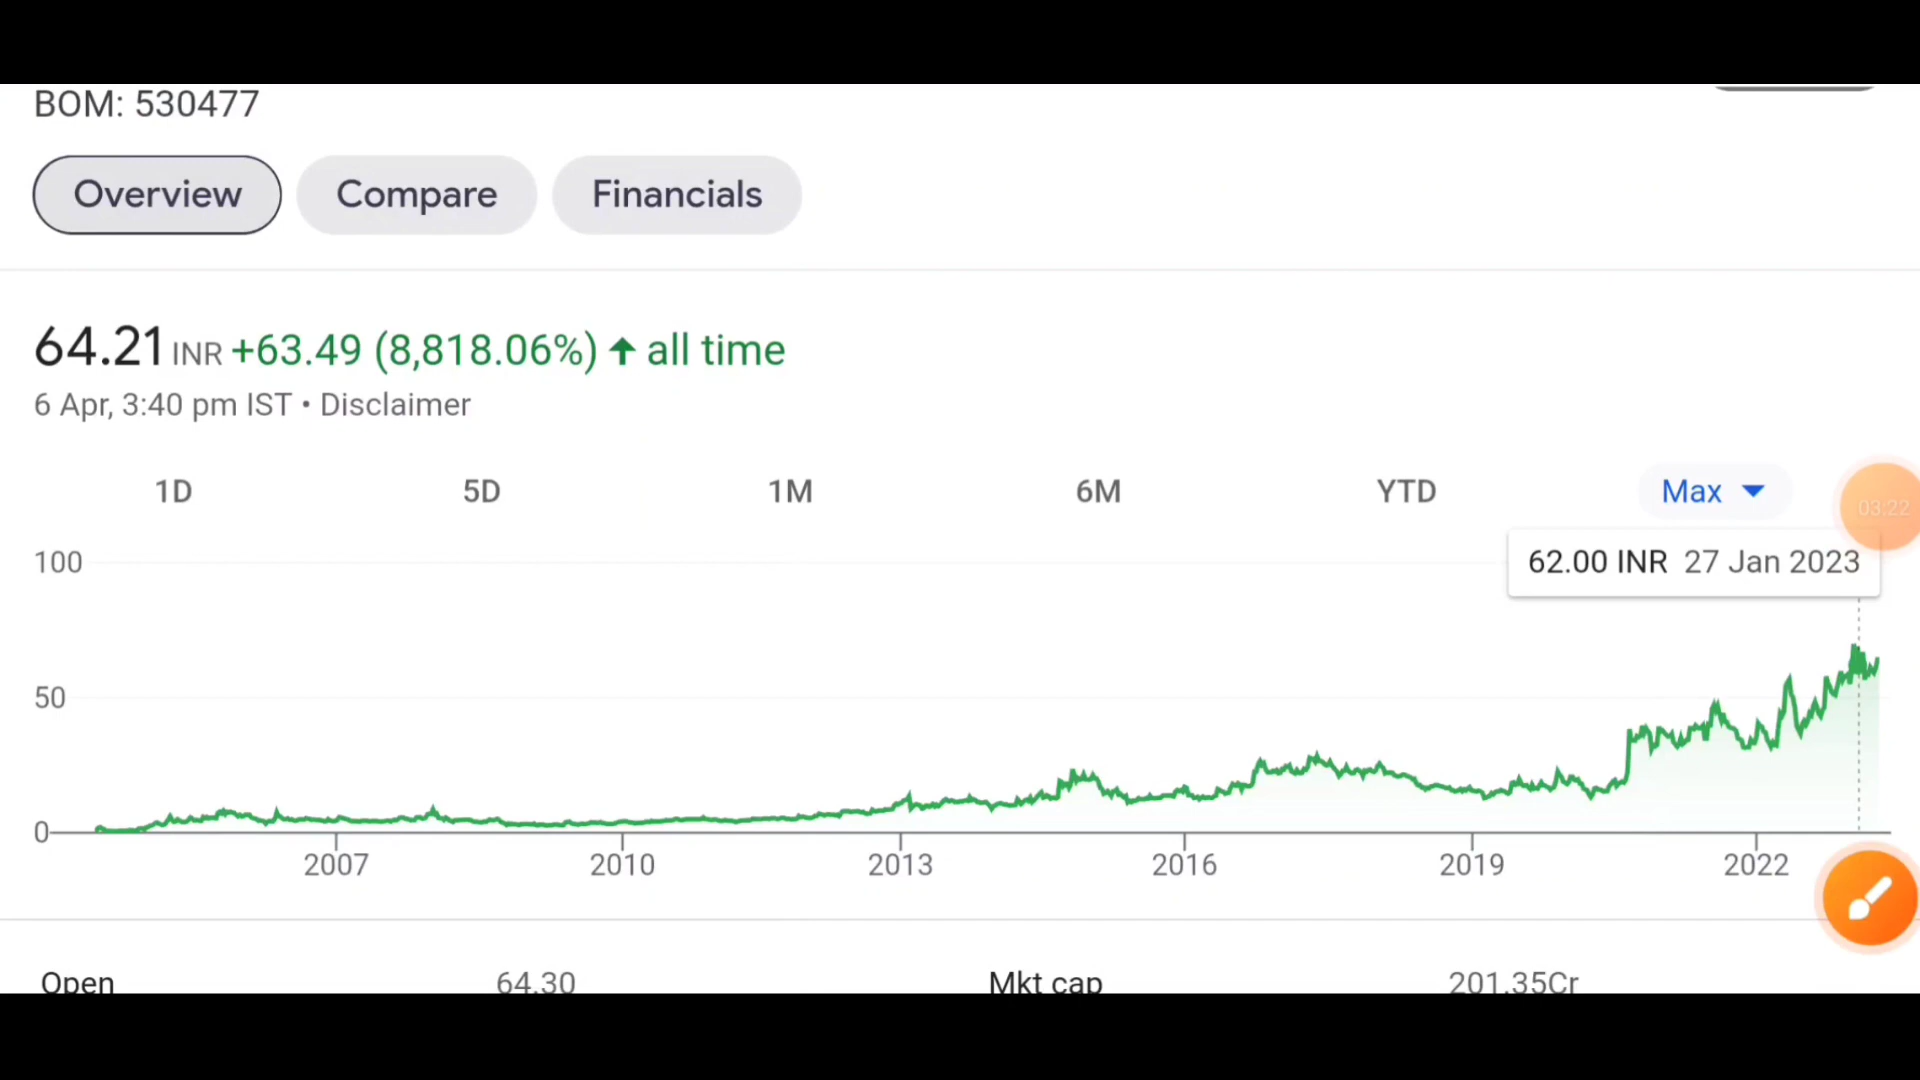 BOM: 530477
Overview Compare Financials
64.21 INR +63.49 (8,818.06%) ↑ all time
6 Apr, 3:40 pm IST • Disclaimer
1D 5D 1M 6M YTD Max
03:22
62.00 INR 27 Jan 2023
100
50
0
2007 2010 2013 2016 2019 2022
Open 64.30 Mkt cap 201.35Cr